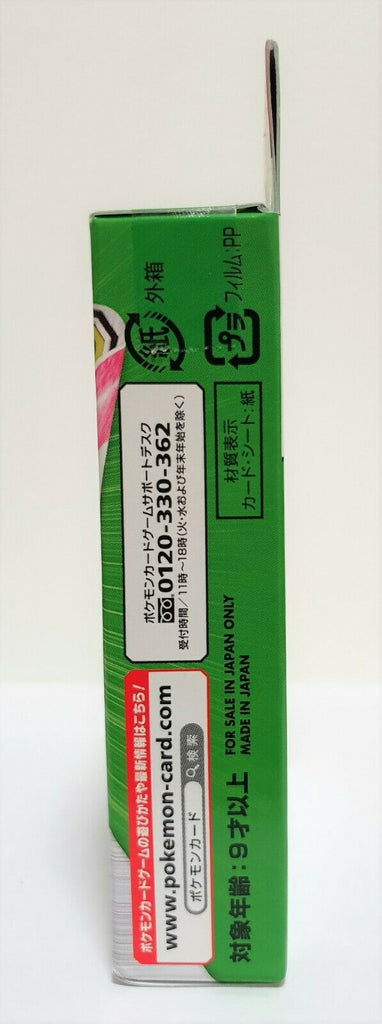 ポケモンカードゲームの遊びかたや最新情報はこちら!
www.pokemon-card.com
ポケモンカード 検索
ポケモンカードゲームサポートデスク
0120-330-362
受付時間/11時~18時(火・水および年末年始を除く)
紙 外箱
対象年齢:9才以上
FOR SALE IN JAPAN ONLY
MADE IN JAPAN
材質表示
カード・シート:紙
プラ フィルム:PP